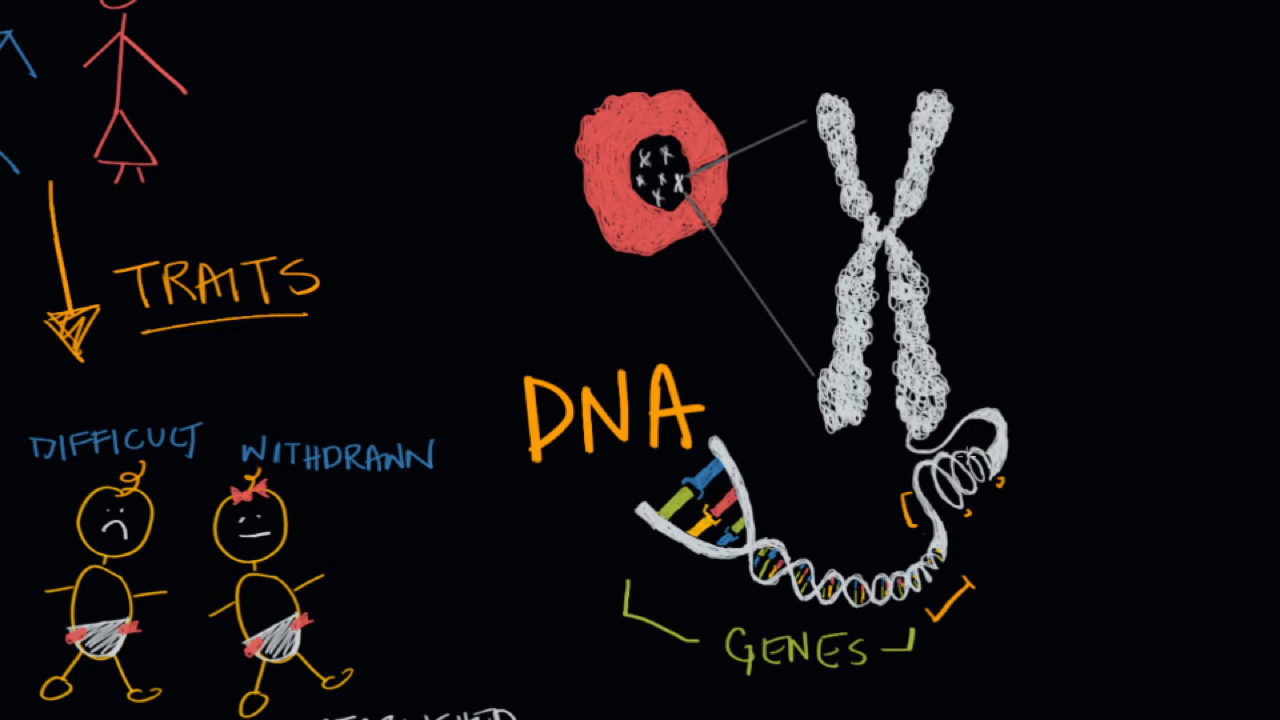 TRAITS
DNA
DIFFICULT
WITHDRAWN
GENES